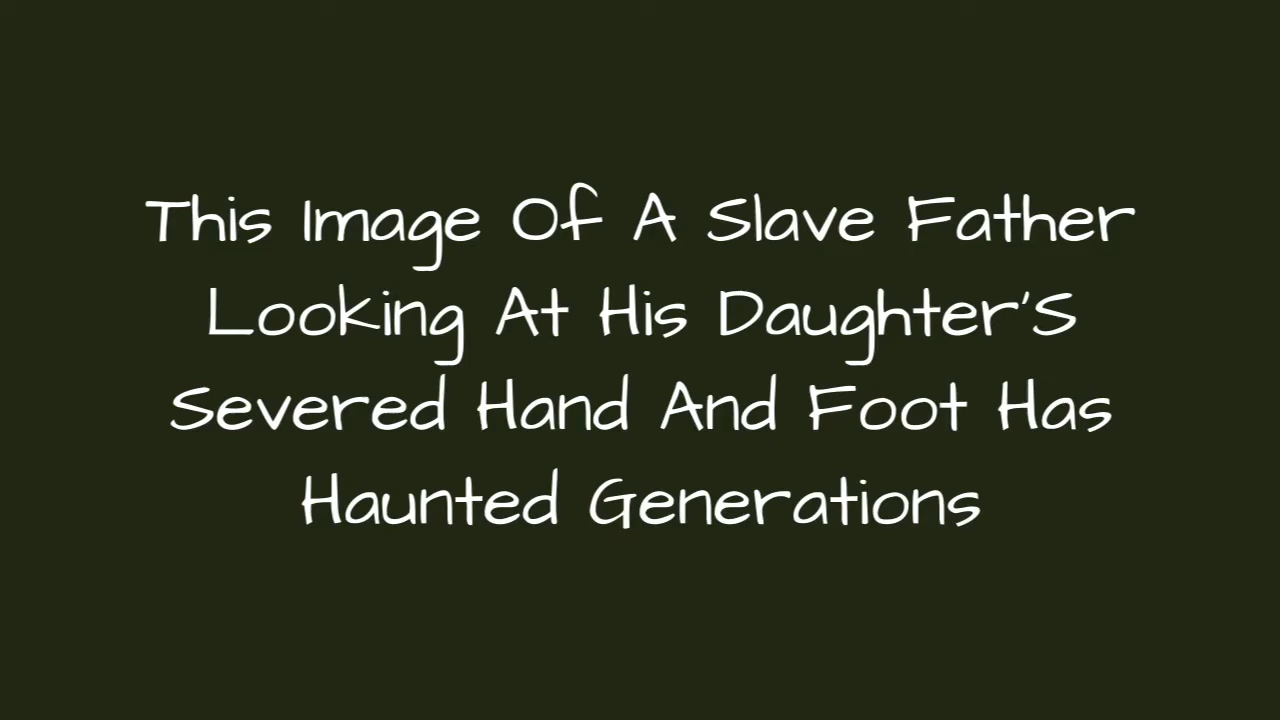 This Image Of A Slave Father
Looking At His Daughter'S
Severed Hand And Foot Has
Haunted Generations